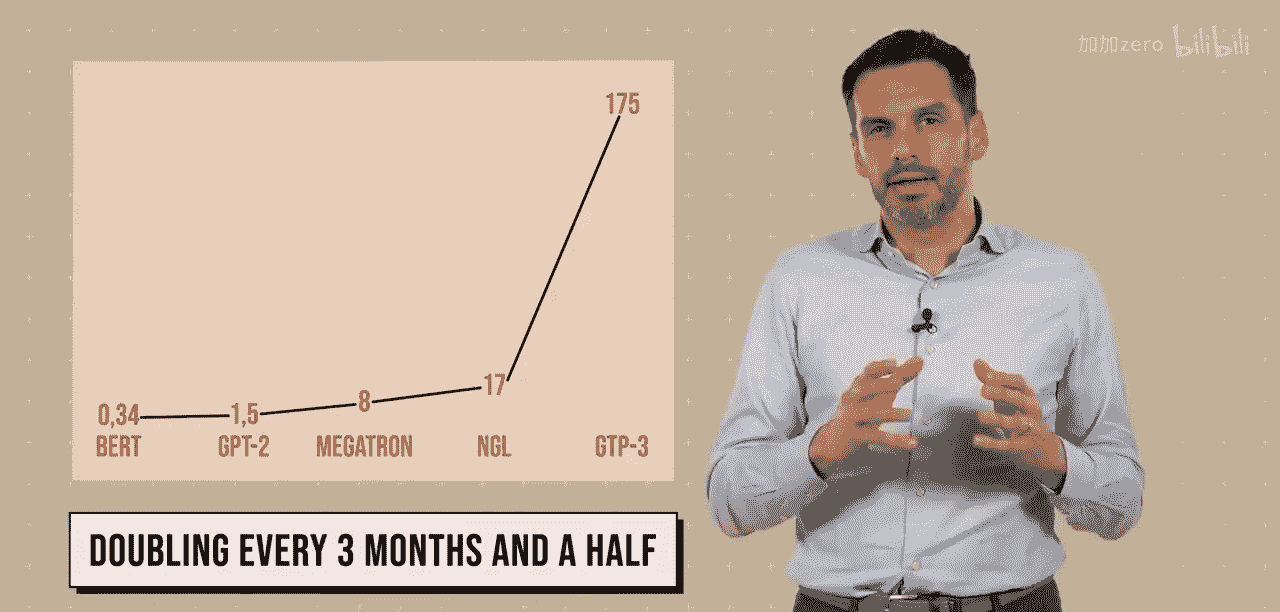 加加zero bilibili
175
17
8
1,5
0,34
BERT GPT-2 MEGATRON NGL GTP-3
DOUBLING EVERY 3 MONTHS AND A HALF